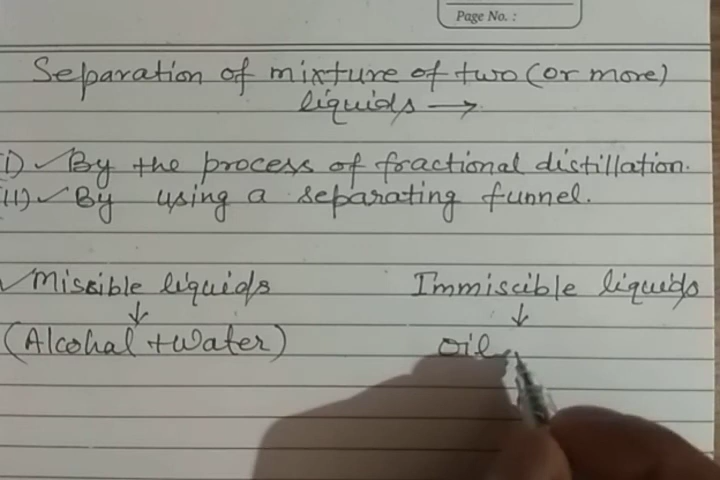 Page No. :
Separation of mixture of two (or more)
liquids →
(I) ✓ By the process of fractional distillation.
(II) ✓ By using a separating funnel.
✓ Miscible liquids Immiscible liquids
↓ ↓
(Alcohal + Water) Oil